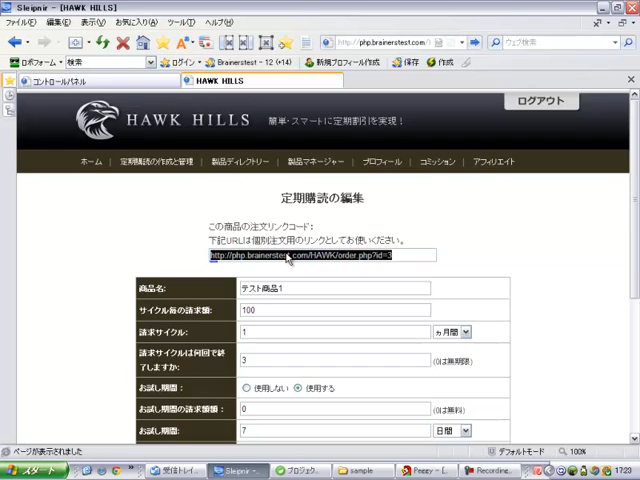 Sleipnir - [HAWK HILLS]
ファイル(F) 編集(E) 表示(V) お気に入り(A) ツール(T) ヘルプ(H)
http://php.brainerstest.com/ ウェブ検索
ロボフォーム 検索 ログイン Brainerstest - 12 (+14) 新規プロフィール作成 保存 作成
コントロールパネル HAWK HILLS
ログアウト
HAWK HILLS 簡単・スマートに定期割引を実現！
ホーム | 定期購読の作成と管理 | 製品ディレクトリー | 製品マネージャー | プロフィール | コミッション | アフィリエイト
定期購読の編集
この商品の注文リンクコード：
下記URLは個別注文用のリンクとしてお使いください。
http://php.brainerstest.com/HAWK/order.php?id=3
商品名: テスト商品1
サイクル毎の請求額: 100
請求サイクル: 1 ヵ月間
請求サイクルは何回で終 3 (0は無期限)
了しますか:
お試し期間： 使用しない 使用する
お試し期間の請求額額： 0 (0は無料)
お試し期間: 7 日間
ページが表示されました デフォルトモード 100%
スタート 受信トレイ... Sleipnir -... プロジェク... sample Peggy - [... Recording... 17:23